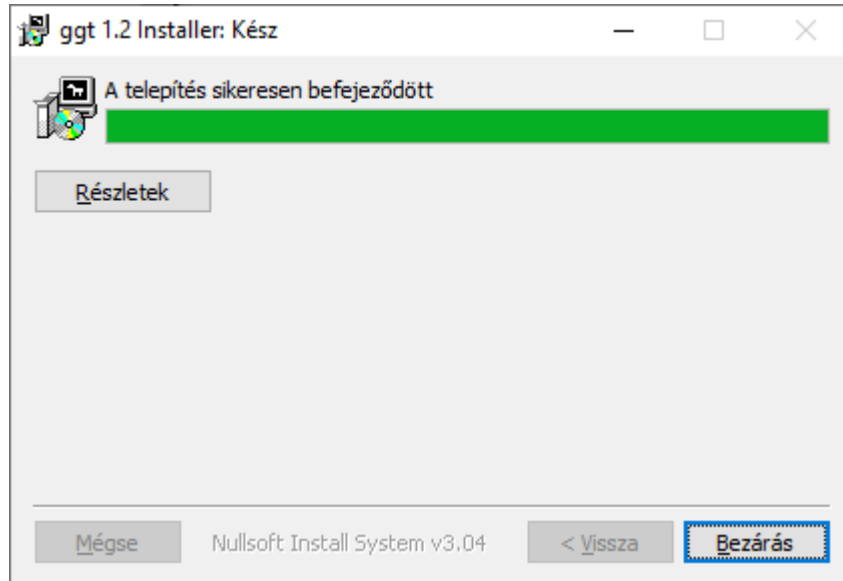 ggt 1.2 Installer: Kész
A telepítés sikeresen befejeződött
Részletek
Mégse
Nullsoft Install System v3.04
< Vissza
Bezárás